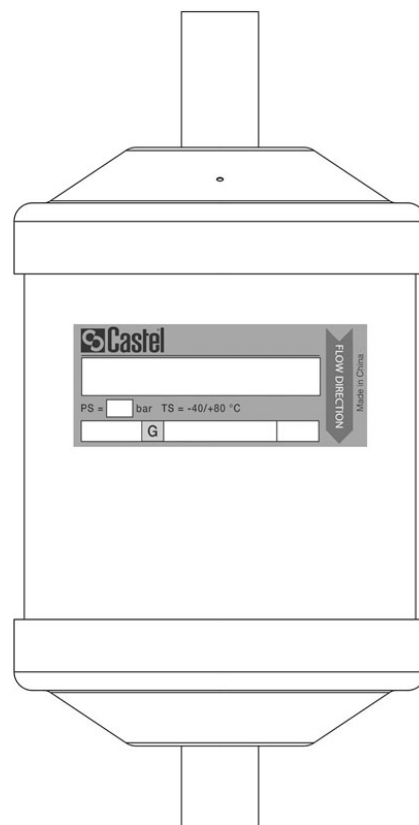 Castel
PS = bar TS = -40/+80 °C
G
FLOW DIRECTION
Made in China